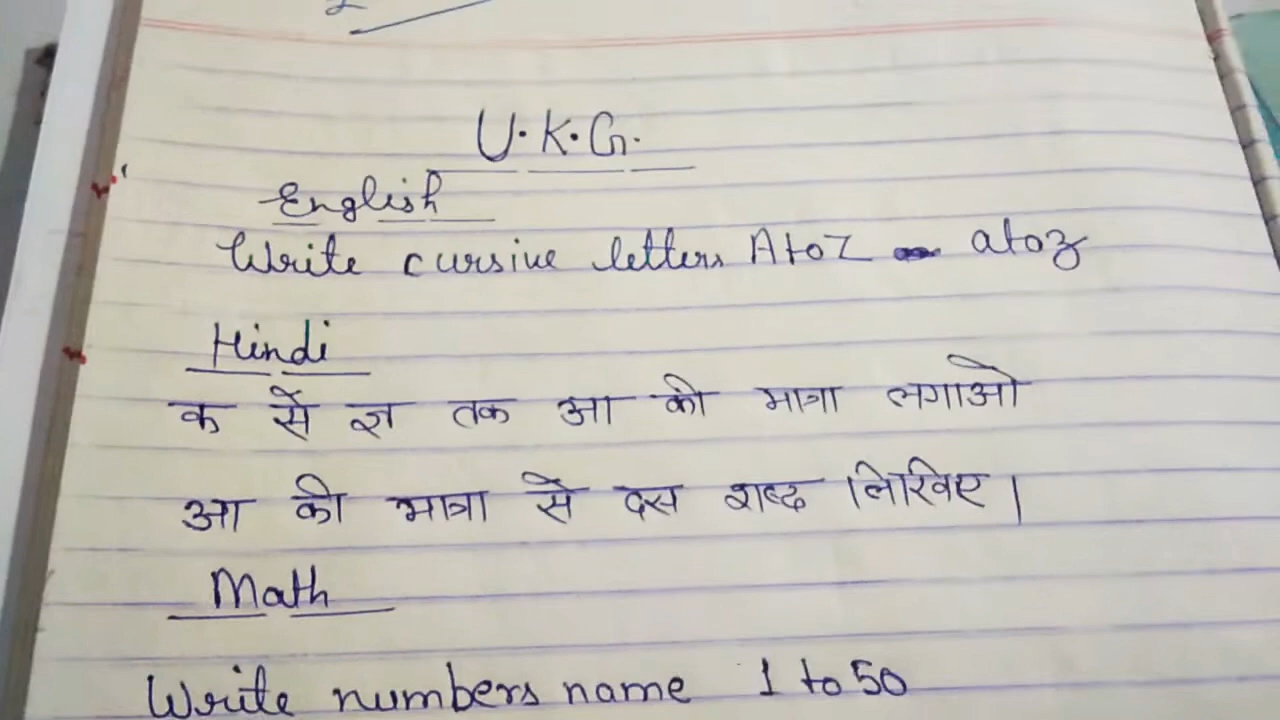 U.K.G.
English
Write cursive letters A to Z a to z
Hindi
क से ज्ञ तक आ की मात्रा लगाओ
आ की मात्रा से दस शब्द लिखिए।
Math
Write numbers name 1 to 50